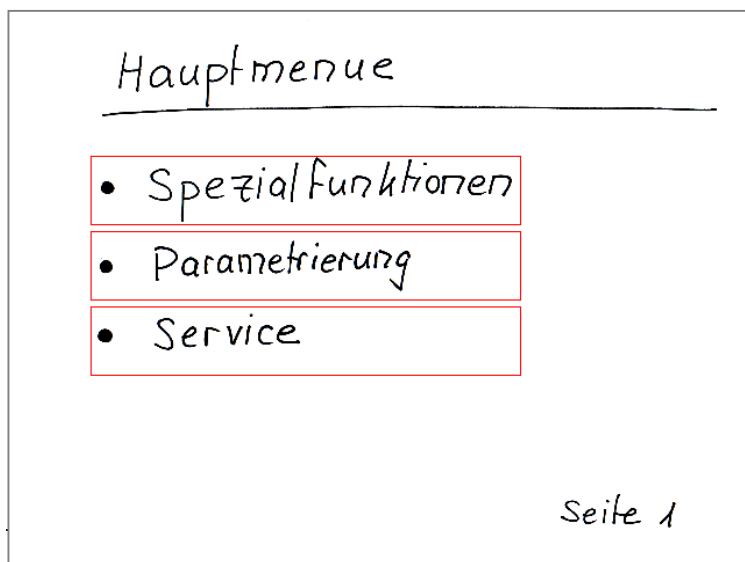 Hauptmenue
• Spezialfunktionen
• Parametrierung
• Service
Seite 1